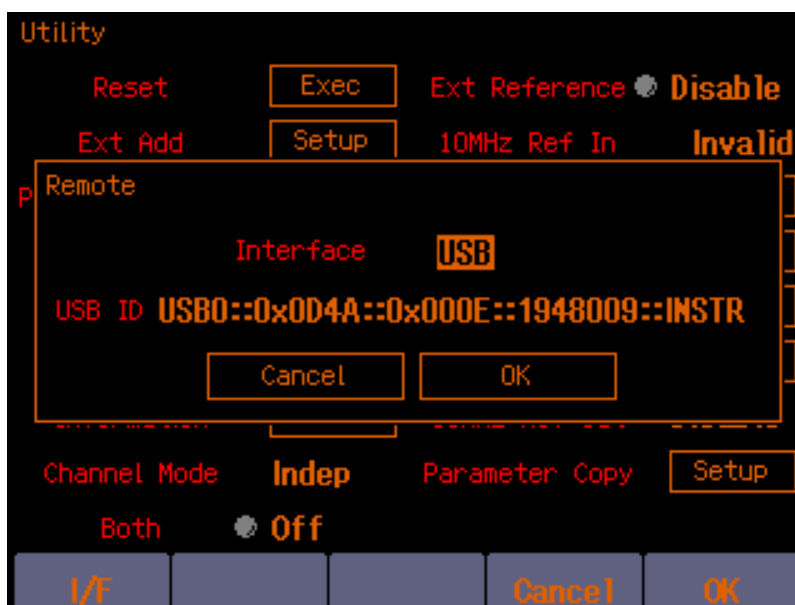 Utility
Reset Exec Ext Reference Disable
Ext Add Setup 10MHz Ref In Invalid
P
Remote
Interface USB
USB ID USB0::0x0D4A::0x000E::1948009::INSTR
Cancel OK
Channel Mode Indep Parameter Copy Setup
Both Off
I/F Cancel OK